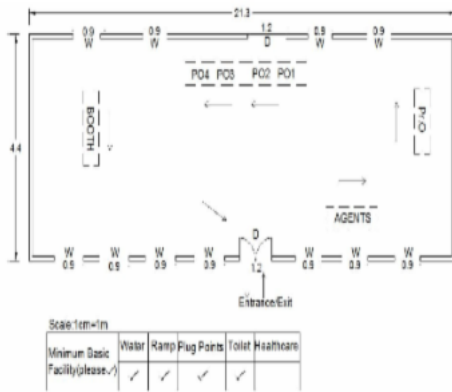 21.3
0.9 0.9 1.2 0.9 0.9
W W D W W
PO4 PO3 PO2 PO1
BOOTH
4.4
AGENTS
W W W W D W W W
0.9 0.9 0.9 0.9 1.2 0.9 0.9 0.9
Entrance/Exit
Scale:1cm=1m
Minimum Basic Facility(please✓) Water Ramp Plug Points Toilet Healthcare
✓ ✓ ✓ ✓